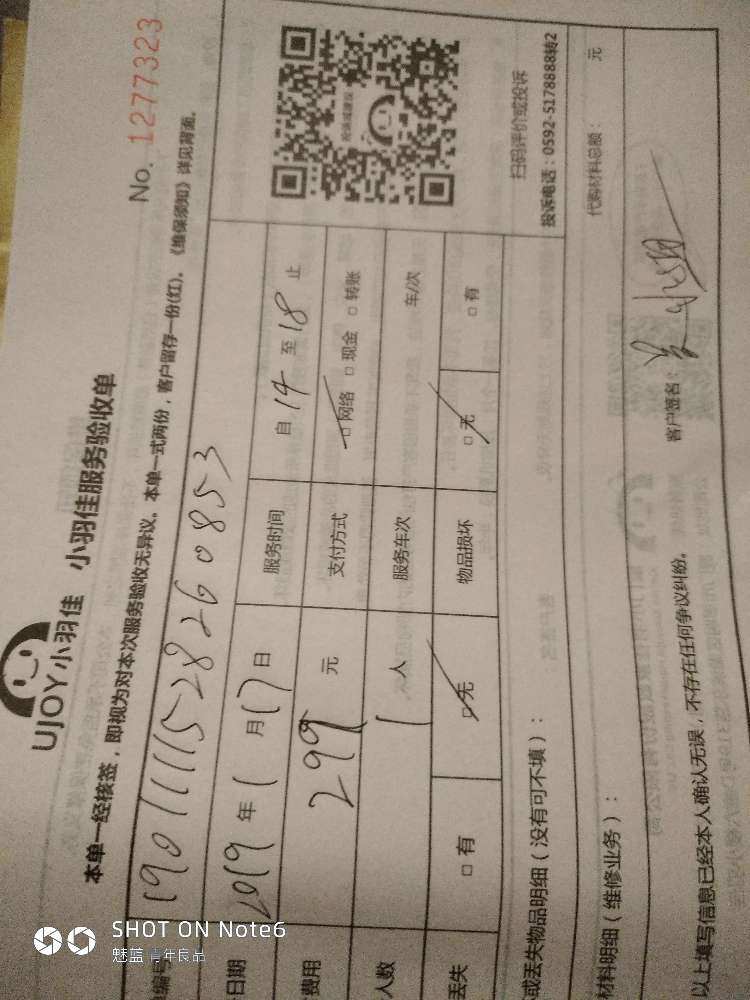 UJOY小羽佳 小羽佳服务验收单
No. 1277323
本单一经核签，即视为对本次服务验收无异议。本单一式两份，客户留存一份(红)。《维保须知》详见背面。
编号 1901111528260853
日期 2019 年 1 月 17 日 服务时间 自 14 至 18 止
费用 299 元 支付方式 □ 网络 □ 现金 □ 转账
人数 1 人 服务车次 车/次
丢失 □ 有 □ 无 物品损坏 □ 无 □ 有
扫码评价或投诉
投诉电话：0592-5178888转2
或丢失物品明细（没有可不填）：
材料明细（维修业务）：
代购材料总额： 元
以上填写信息已经本人确认无误，不存在任何争议纠纷。 客户签名：
SHOT ON Note6
魅蓝 青年良品